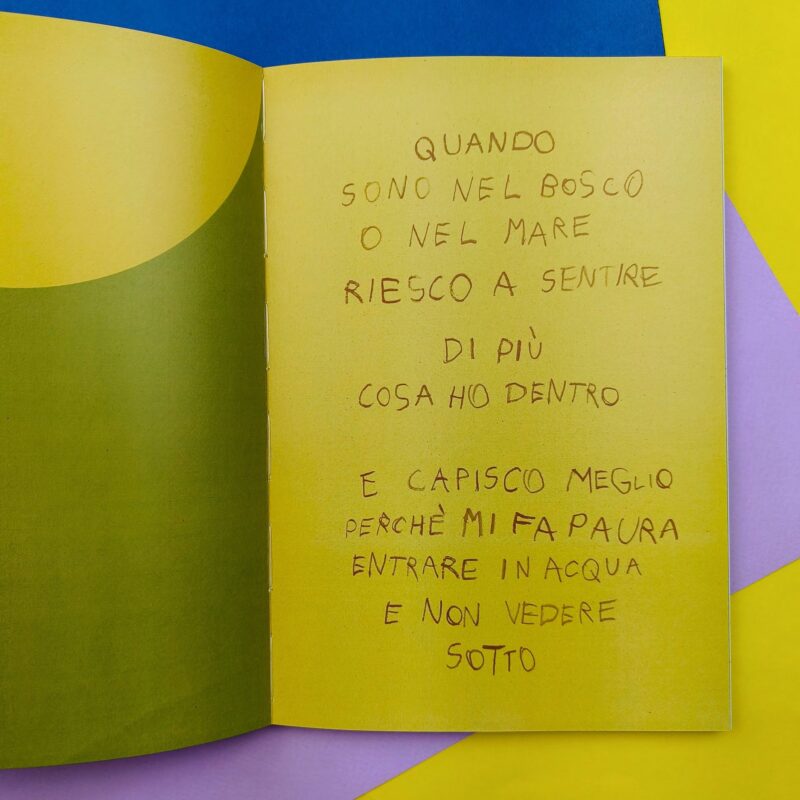 QUANDO
SONO NEL BOSCO
O NEL MARE
RIESCO A SENTIRE
DI PIÙ
COSA HO DENTRO
E CAPISCO MEGLIO
PERCHÈ MI FA PAURA
ENTRARE IN ACQUA
E NON VEDERE
SOTTO